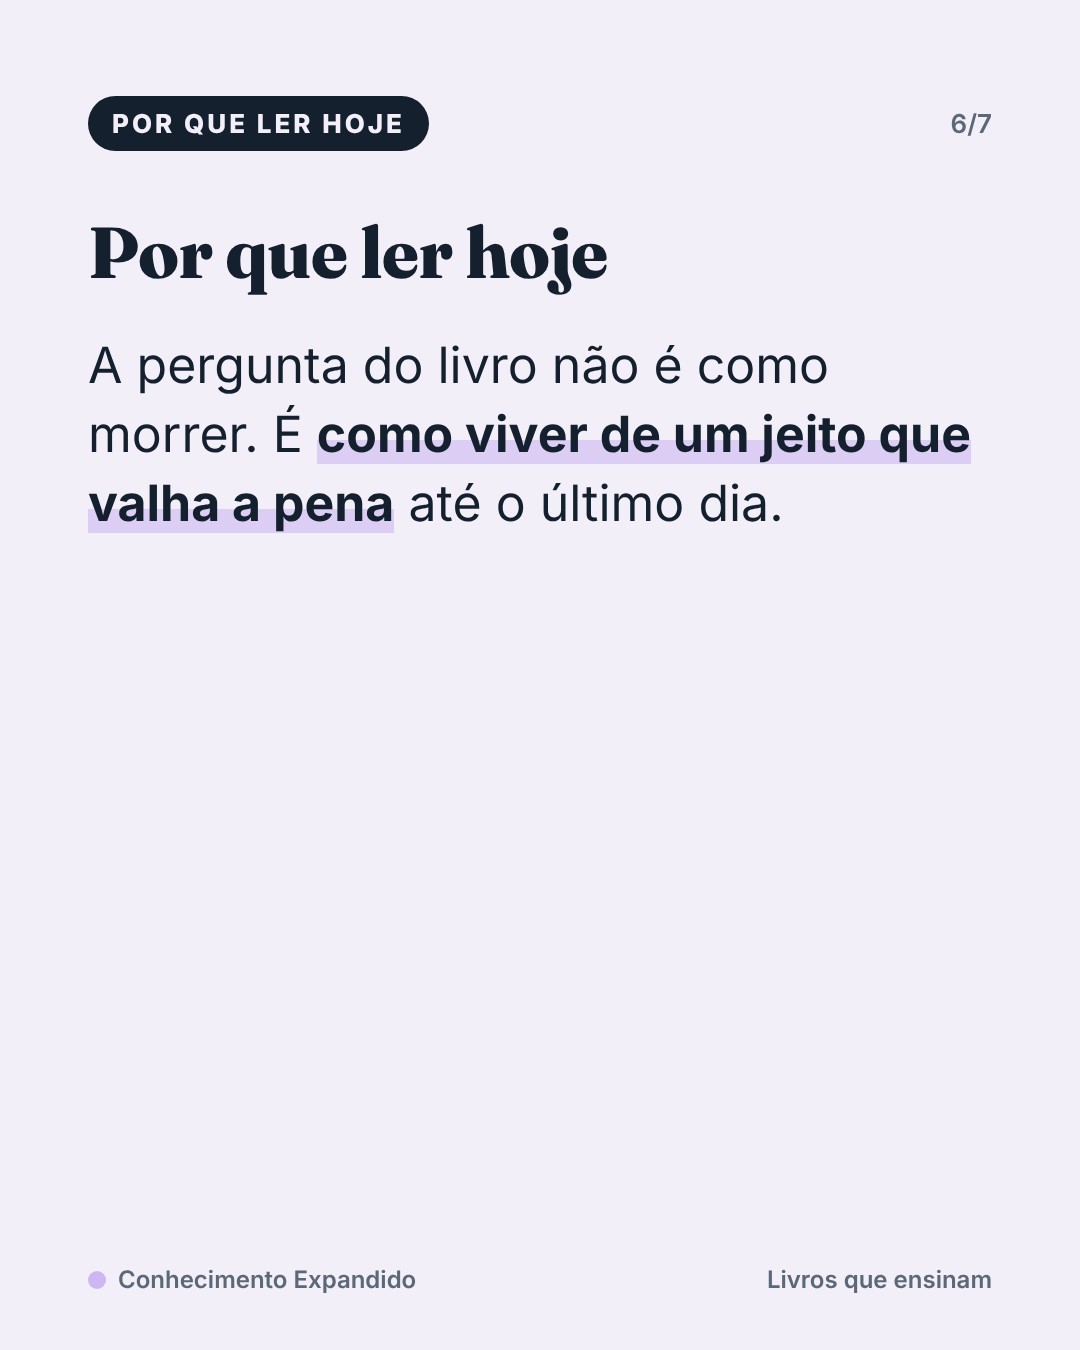 POR QUE LER HOJE
6/7
Por que ler hoje
A pergunta do livro não é como
morrer. É como viver de um jeito que
valha a pena até o último dia.
Conhecimento Expandido
Livros que ensinam